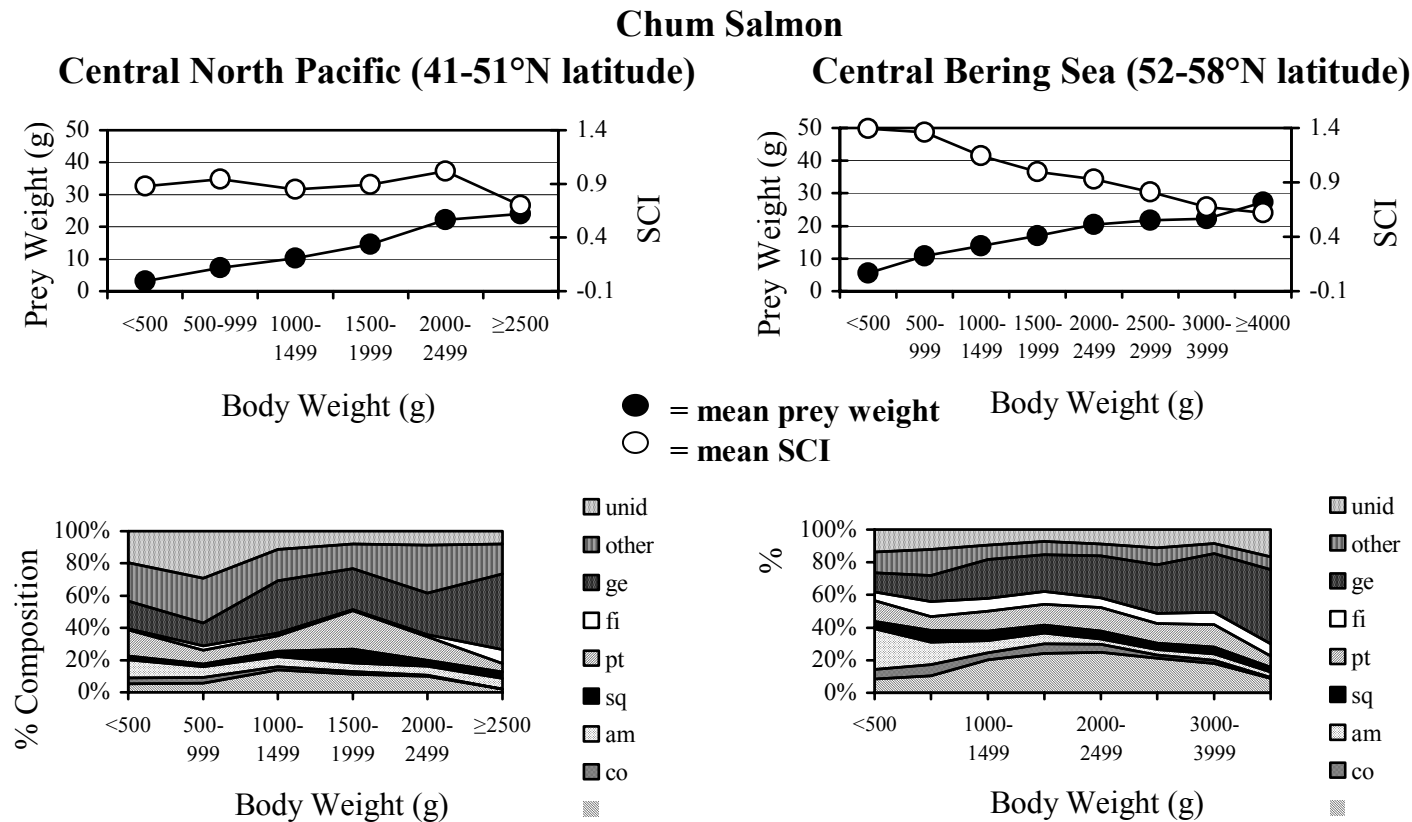 Chum Salmon
Central North Pacific (41-51°N latitude)
Central Bering Sea (52-58°N latitude)
Prey Weight (g)
50
40
30
20
10
0
1.4
0.9
0.4
-0.1
SCI
<500 500-999 1000- 1500- 2000- ≥2500
1499 1999 2499
Body Weight (g)
Prey Weight (g)
50
40
30
20
10
0
1.4
0.9
0.4
-0.1
SCI
<500 500- 1000- 1500- 2000- 2500- 3000- ≥4000
999 1499 1999 2499 2999 3999
Body Weight (g)
= mean prey weight
= mean SCI
% Composition
100%
80%
60%
40%
20%
0%
<500 500- 1000- 1500- 2000- ≥2500
999 1499 1999 2499
Body Weight (g)
unid
other
ge
fi
pt
sq
am
co
%
100%
80%
60%
40%
20%
0%
<500 1000- 2000- 3000-
1499 2499 3999
Body Weight (g)
unid
other
ge
fi
pt
sq
am
co